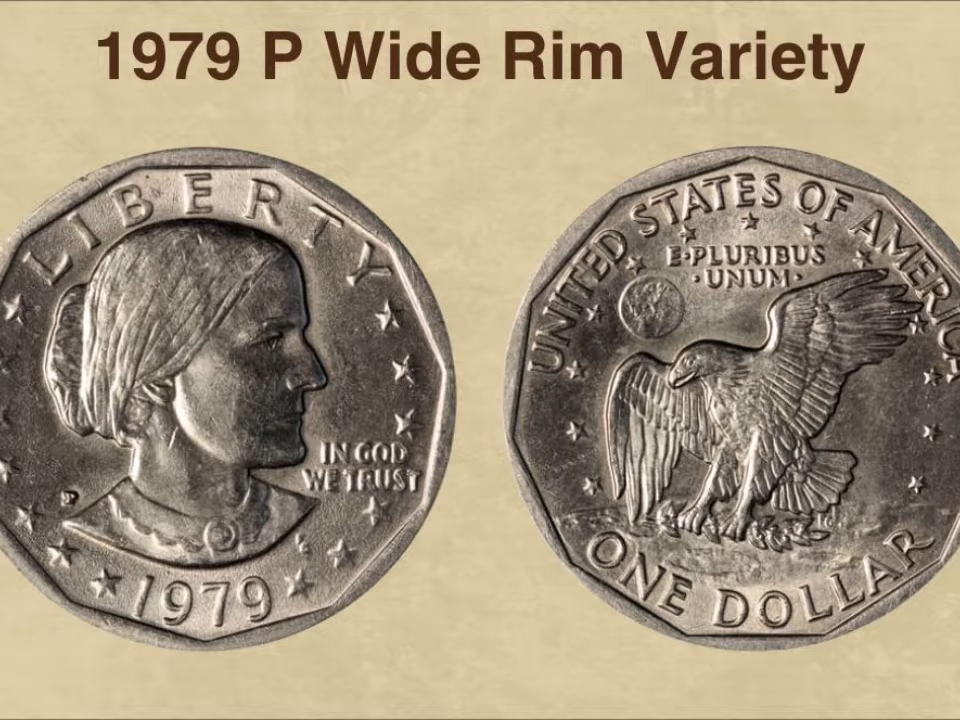 1979 P Wide Rim Variety
LIBERTY
IN GOD
WE TRUST
P
1979
UNITED STATES OF AMERICA
E·PLURIBUS
·UNUM·
ONE DOLLAR